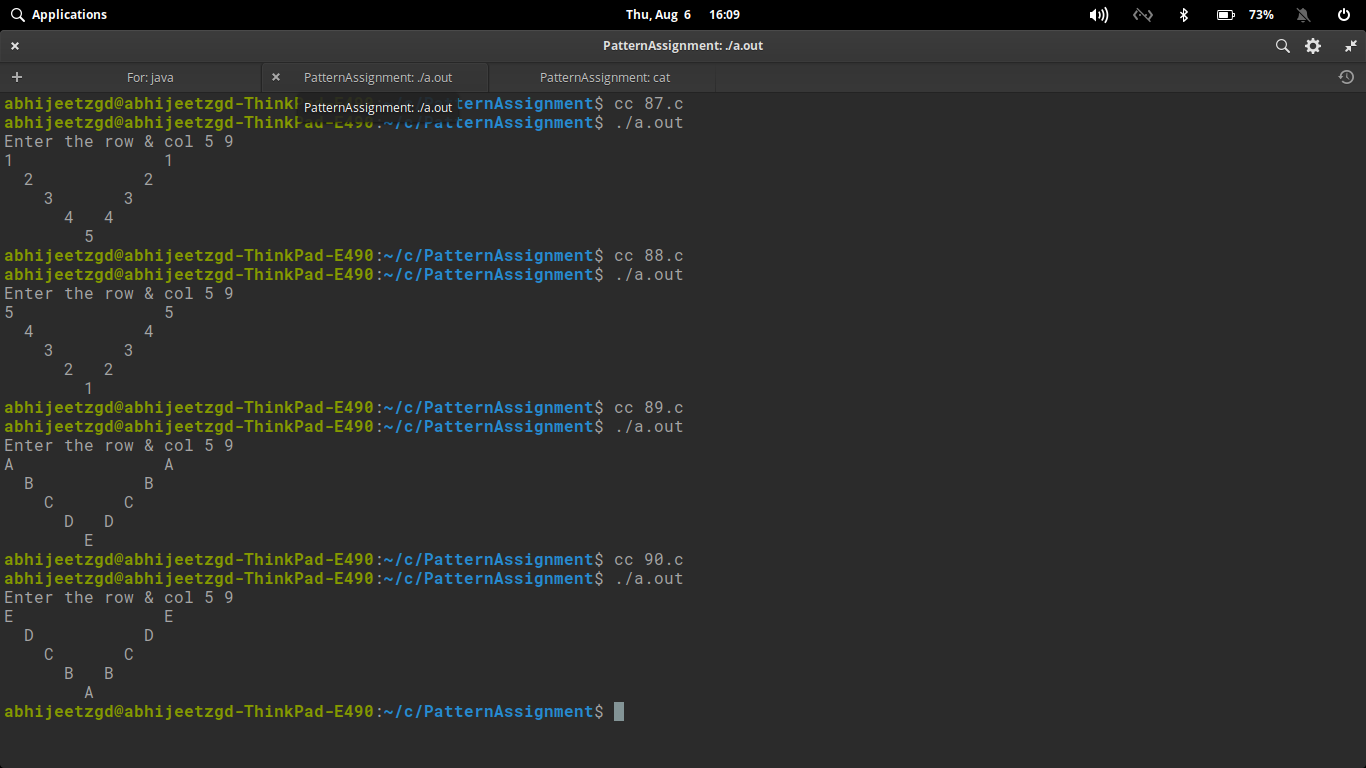 Applications Thu, Aug 6 16:09 73%
PatternAssignment: ./a.out
For: java PatternAssignment: ./a.out PatternAssignment: cat
abhijeetzgd@abhijeetzgd-Think PatternAssignment: ./a.out ternAssignment$ cc 87.c
abhijeetzgd@abhijeetzgd-ThinkPad-E490:~/c/PatternAssignment$ ./a.out
Enter the row & col 5 9
1               1
  2           2
    3       3
      4   4
        5
abhijeetzgd@abhijeetzgd-ThinkPad-E490:~/c/PatternAssignment$ cc 88.c
abhijeetzgd@abhijeetzgd-ThinkPad-E490:~/c/PatternAssignment$ ./a.out
Enter the row & col 5 9
5               5
  4           4
    3       3
      2   2
        1
abhijeetzgd@abhijeetzgd-ThinkPad-E490:~/c/PatternAssignment$ cc 89.c
abhijeetzgd@abhijeetzgd-ThinkPad-E490:~/c/PatternAssignment$ ./a.out
Enter the row & col 5 9
A               A
  B           B
    C       C
      D   D
        E
abhijeetzgd@abhijeetzgd-ThinkPad-E490:~/c/PatternAssignment$ cc 90.c
abhijeetzgd@abhijeetzgd-ThinkPad-E490:~/c/PatternAssignment$ ./a.out
Enter the row & col 5 9
E               E
  D           D
    C       C
      B   B
        A
abhijeetzgd@abhijeetzgd-ThinkPad-E490:~/c/PatternAssignment$